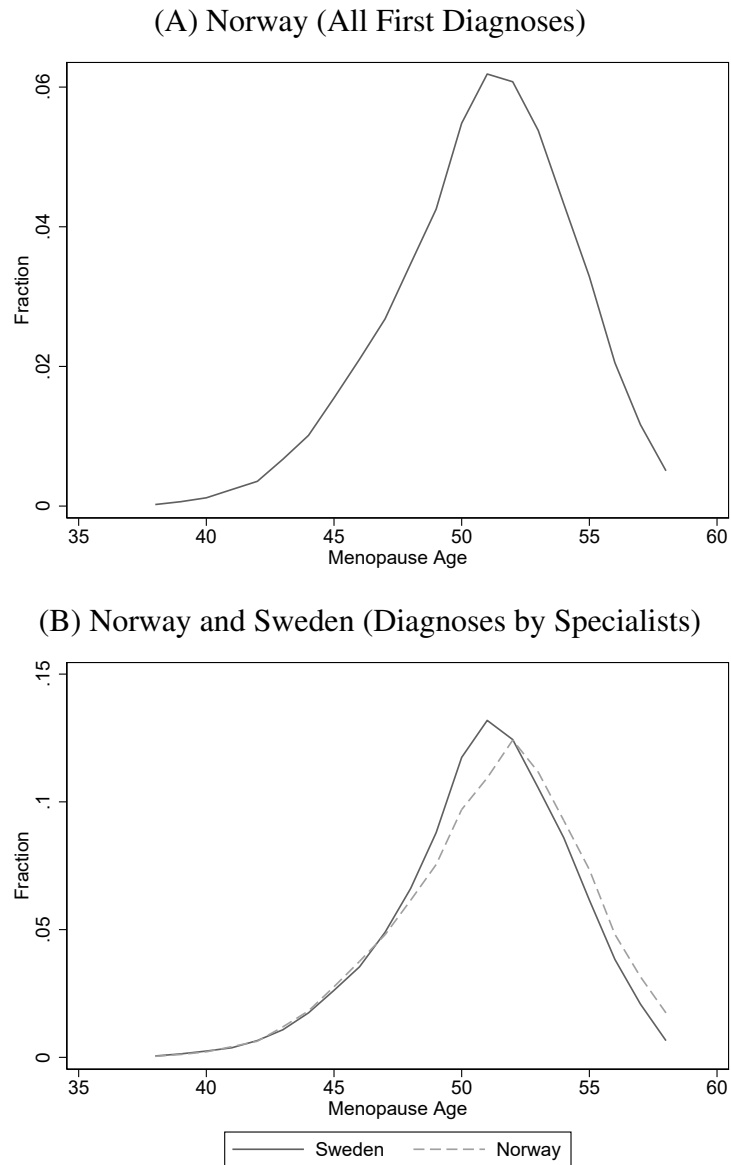 (A) Norway (All First Diagnoses)
.06
.04
.02
0
Fraction
35 40 45 50 55 60
Menopause Age
(B) Norway and Sweden (Diagnoses by Specialists)
.15
.1
.05
0
Fraction
35 40 45 50 55 60
Menopause Age
Sweden Norway